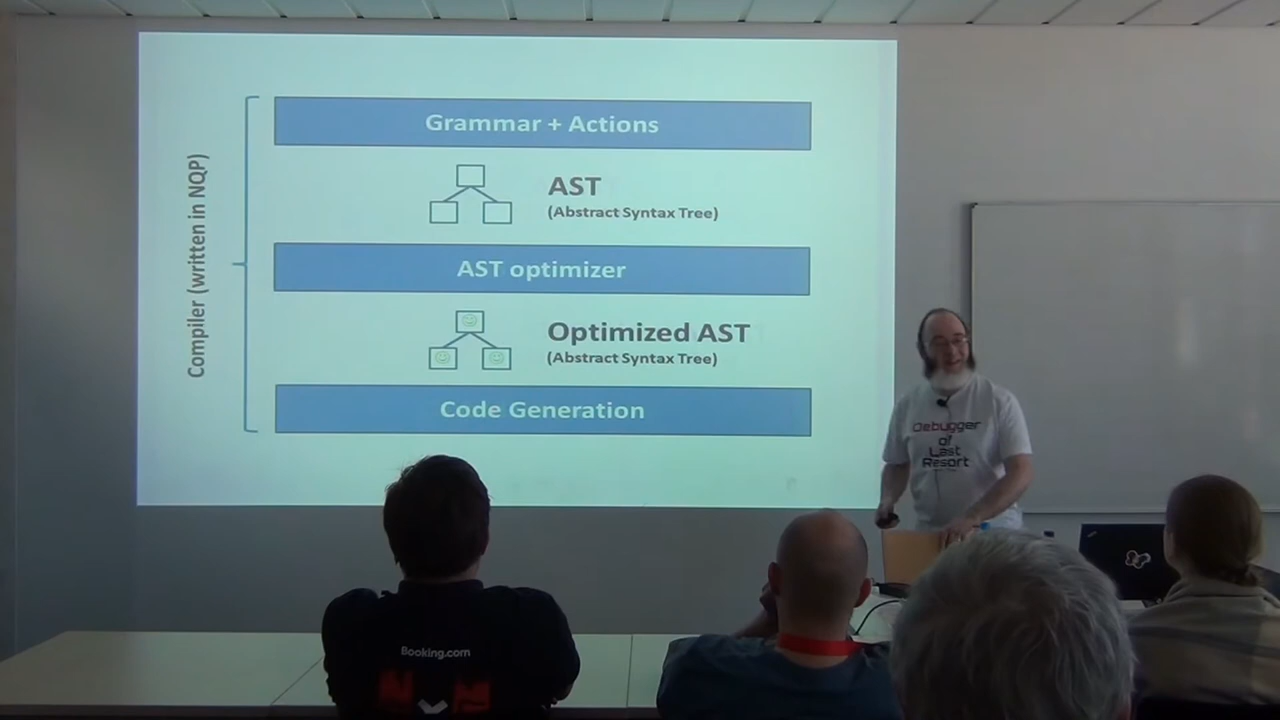 Compiler (written in NQP)
Grammar + Actions
AST
(Abstract Syntax Tree)
AST optimizer
Optimized AST
(Abstract Syntax Tree)
Code Generation
Debugger
of
Last
Resort
Booking.com